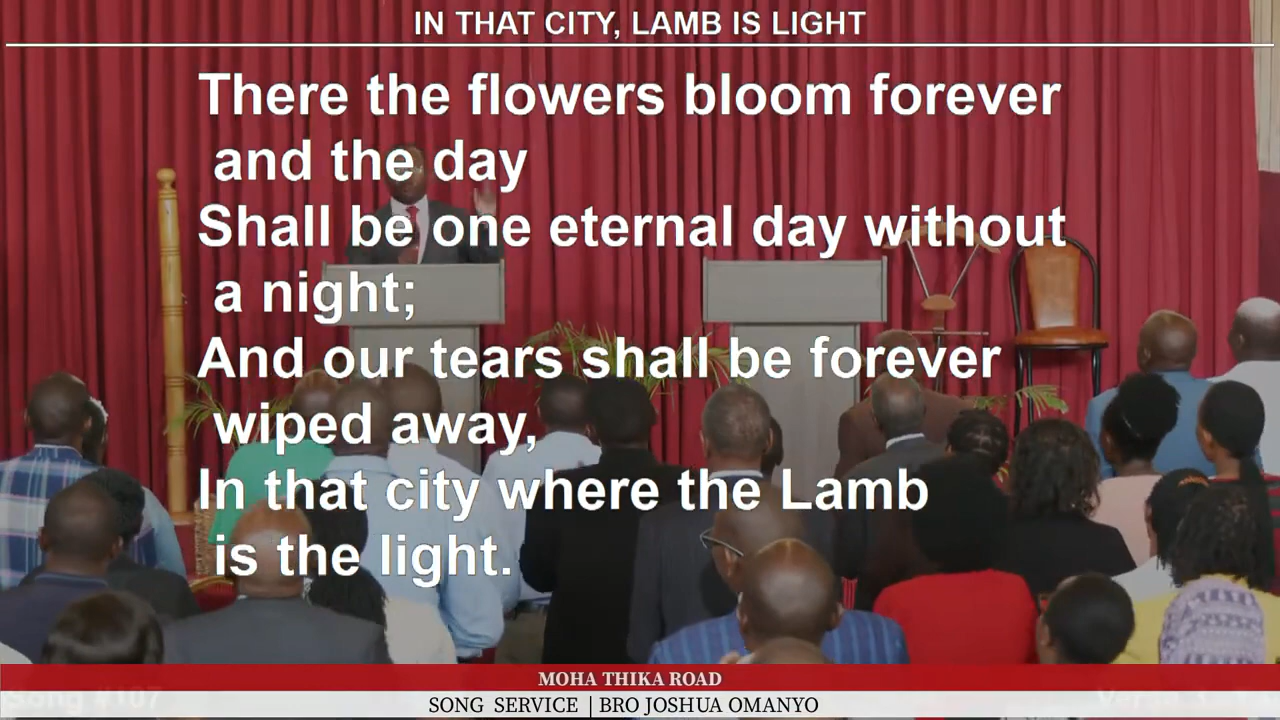 IN THAT CITY, LAMB IS LIGHT
There the flowers bloom forever
and the day
Shall be one eternal day without
a night;
And our tears shall be forever
wiped away,
In that city where the Lamb
is the light.
MOHA THIKA ROAD
Song #107
SONG SERVICE | BRO JOSHUA OMANYO